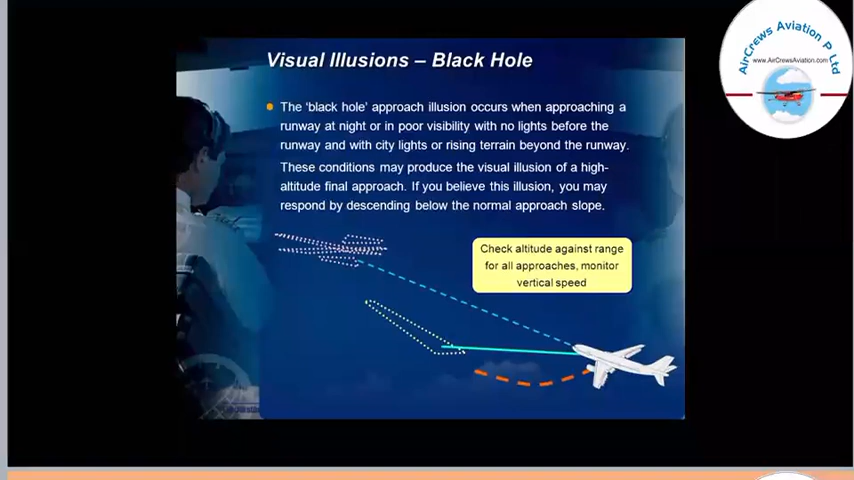 AirCrews Aviation P Ltd
www.AirCrewsAviation.com
Visual Illusions – Black Hole
The 'black hole' approach illusion occurs when approaching a
runway at night or in poor visibility with no lights before the
runway and with city lights or rising terrain beyond the runway.
These conditions may produce the visual illusion of a high-
altitude final approach. If you believe this illusion, you may
respond by descending below the normal approach slope.
Check altitude against range
for all approaches, monitor
vertical speed